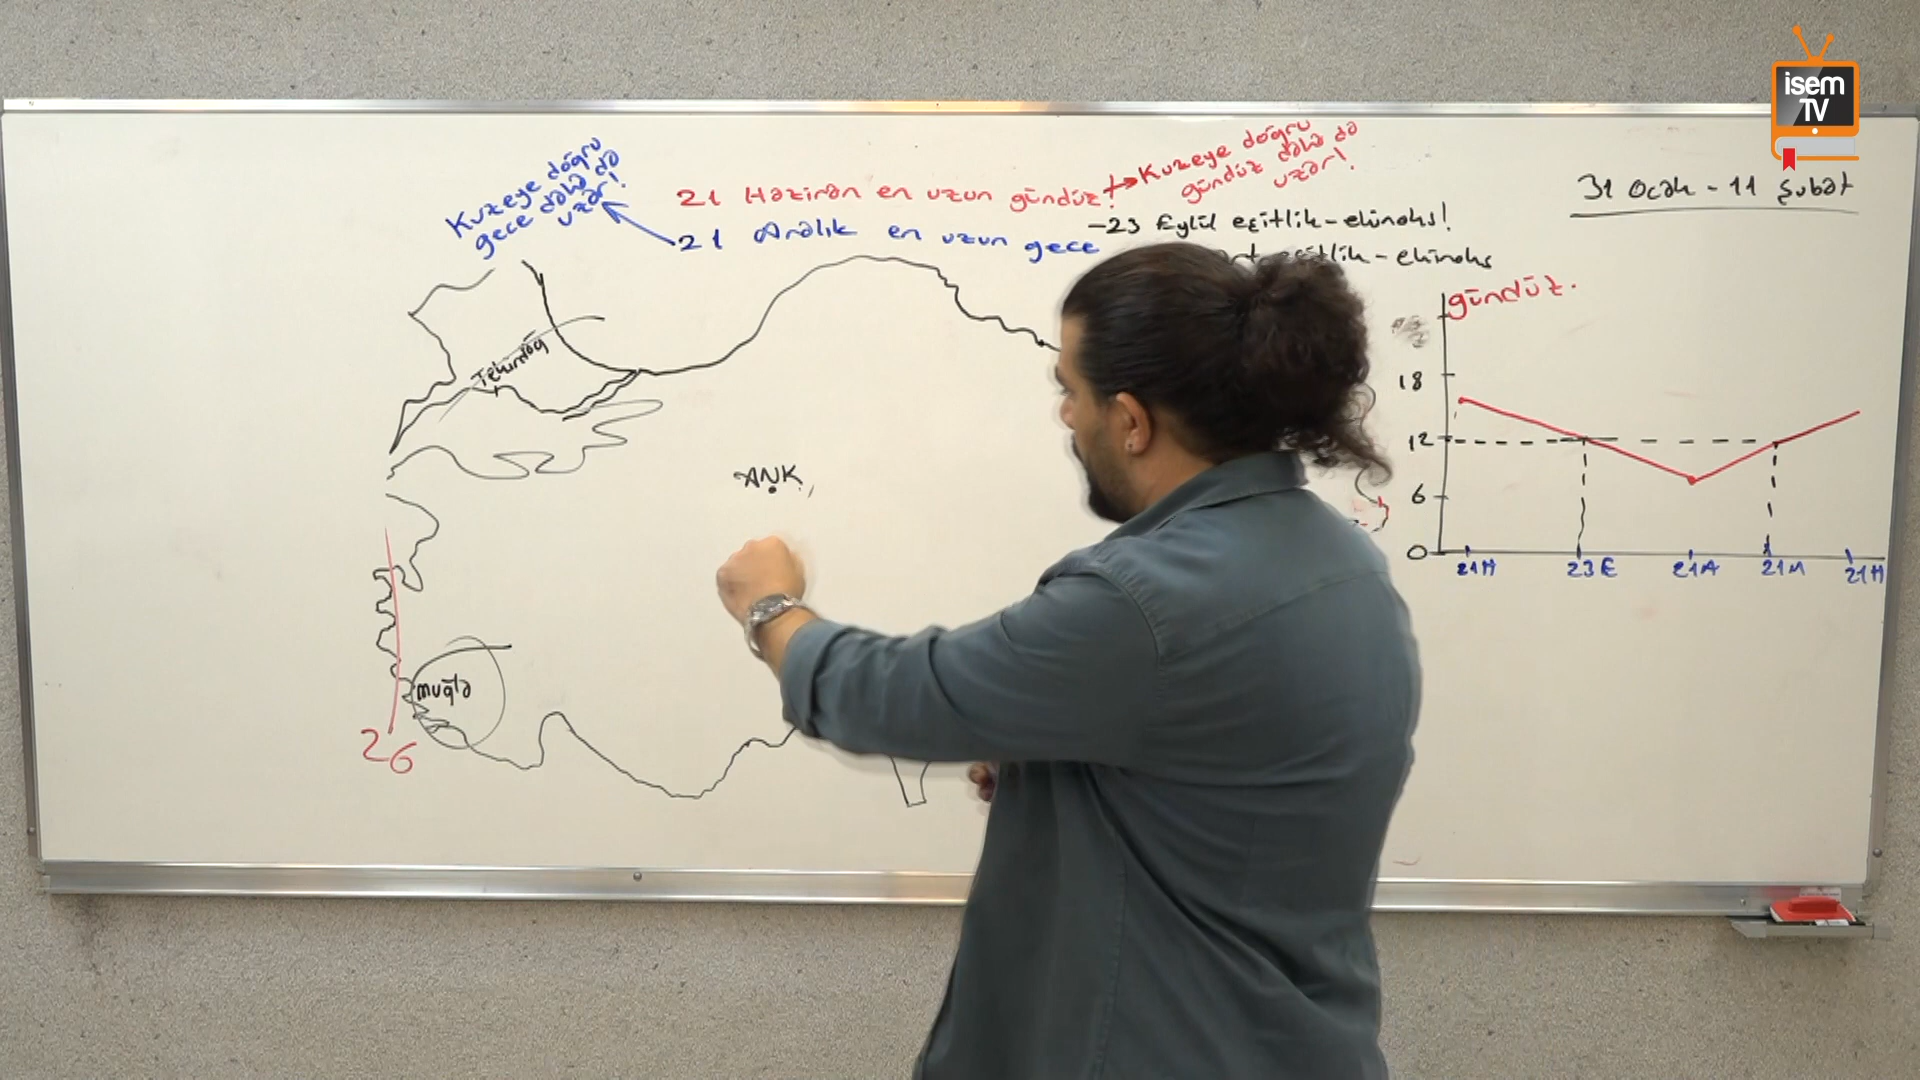 isem
TV
Kuzeye doğru
gece daha da
uzar!
21 Haziran en uzun gündüz!
Kuzeye doğru
gündüz daha da
uzar!
21 Aralık en uzun gece
-23 Eylül eşitlik-ekinoks!
eşitlik-ekinoks
31 Ocak - 11 Şubat
Tekirdağ
ANK
muğla
26
gündüz.
18
12
6
0
21H
23E
21A
21M
21H